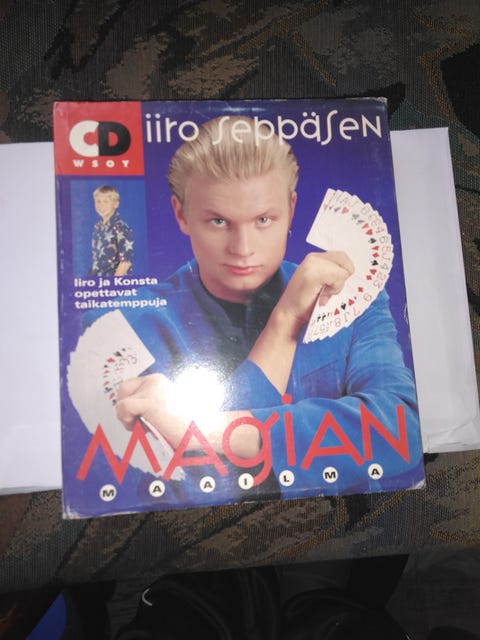 CD
WSOY
iiro seppäsen
Iiro ja Konsta
opettavat
taikatemppuja
MAGIAN
MAAILMA